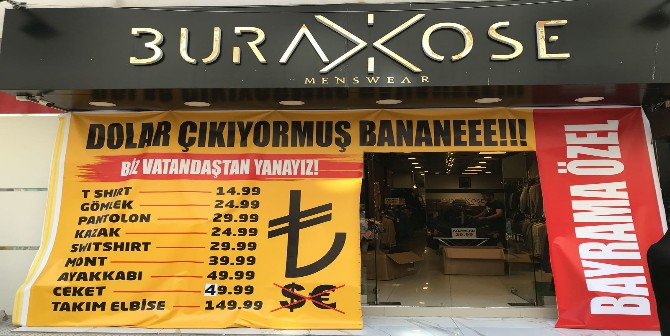 BURAK KOSE
MENSWEAR
DOLAR ÇIKIYORMUŞ BANANEEE!!!
BİZ VATANDAŞTAN YANAYIZ!
T SHIRT 14.99
GÖMLEK 24.99
PANTOLON 29.99
KAZAK 24.99
SWITSHIRT 29.99
MONT 39.99
AYAKKABI 49.99
CEKET 49.99
TAKIM ELBİSE 149.99
₺
$€
BAYRAMA ÖZEL